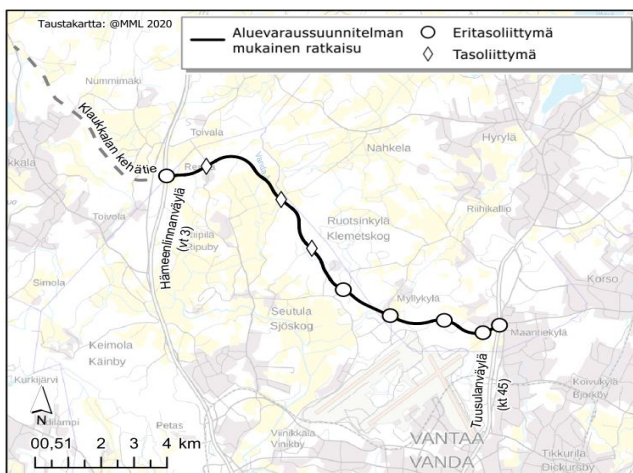 Taustakartta: @MML 2020
Aluevaraussuunnitelman
mukainen ratkaisu
Eritasoliittymä
Tasoliittymä
Nummimäki
Klaukkalan kehätie
Toivala
Nahkela
Hyrylä
Riihikallio
Toivola
Hämeenlinnanväylä
(vt 3)
Ripuby
Ruotsinkylä
Klemetskog
Simola
Seutula
Sjöskog
Myllykylä
Korso
Maantiekylä
Keimola
Käinby
Tuusulanväylä
(kt 45)
Kurkijärvi
Koivukylä
Björkby
N
Petas
Viinikkala
Vinikby
VANTAA
VANDA
Tikkurila
Dickursby
00,51 2 3 4 km